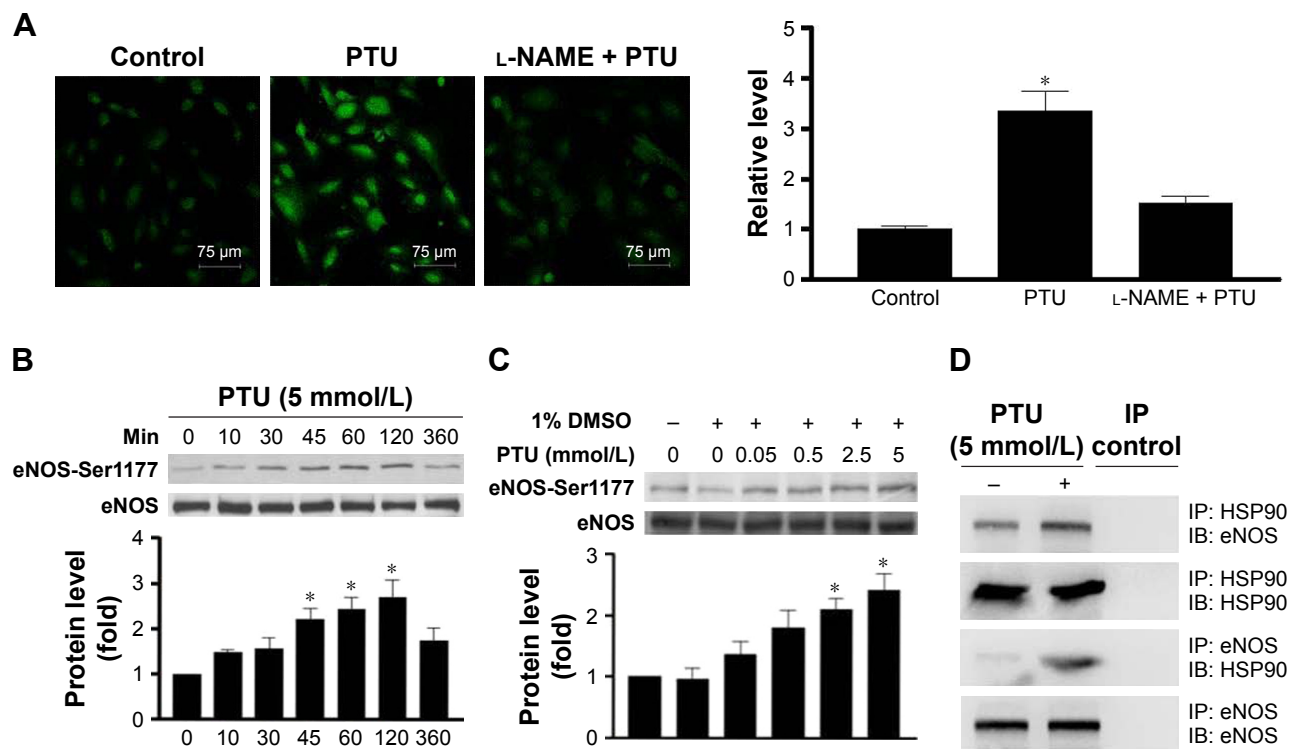 A
Control PTU L-NAME + PTU
75 μm 75 μm 75 μm
Relative level
5
4
3
2
1
0
*
Control PTU L-NAME + PTU
B
PTU (5 mmol/L)
Min 0 10 30 45 60 120 360
eNOS-Ser1177
eNOS
Protein level
(fold)
4
3
2
1
0
* * *
0 10 30 45 60 120 360
C
1% DMSO – + + + + +
PTU (mmol/L) 0 0 0.05 0.5 2.5 5
eNOS-Ser1177
eNOS
Protein level
(fold)
3
2
1
0
* *
D
PTU IP
(5 mmol/L) control
– +
IP: HSP90
IB: eNOS
IP: HSP90
IB: HSP90
IP: eNOS
IB: HSP90
IP: eNOS
IB: eNOS